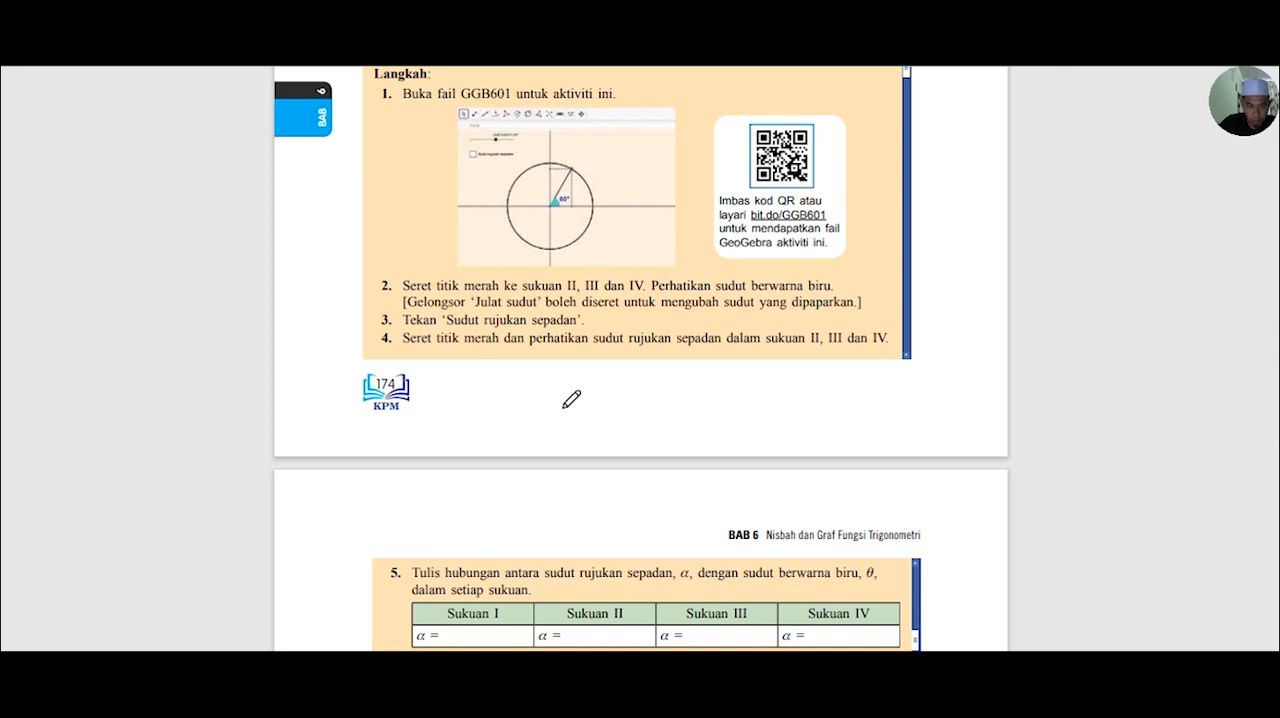 Langkah:
6
BAB
1. Buka fail GGB601 untuk aktiviti ini.
60°
Imbas kod QR atau
layari bit.do/GGB601
untuk mendapatkan fail
GeoGebra aktiviti ini.
2. Seret titik merah ke sukuan II, III dan IV. Perhatikan sudut berwarna biru.
[Gelongsor ‘Julat sudut’ boleh diseret untuk mengubah sudut yang dipaparkan.]
3. Tekan ‘Sudut rujukan sepadan’.
4. Seret titik merah dan perhatikan sudut rujukan sepadan dalam sukuan II, III dan IV.
174
KPM
BAB 6 Nisbah dan Graf Fungsi Trigonometri
5. Tulis hubungan antara sudut rujukan sepadan, α, dengan sudut berwarna biru, θ,
dalam setiap sukuan.
Sukuan I Sukuan II Sukuan III Sukuan IV
α = α = α = α =